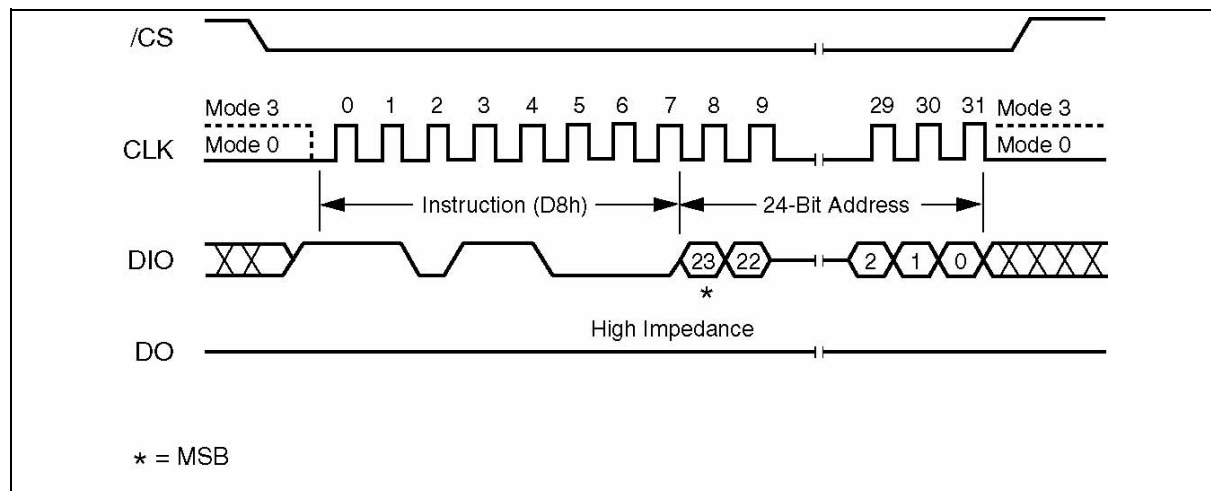 /CS
Mode 3 0 1 2 3 4 5 6 7 8 9 29 30 31 Mode 3
CLK Mode 0 Mode 0
Instruction (D8h) 24-Bit Address
DIO 23 22 2 1 0
*
High Impedance
DO
* = MSB